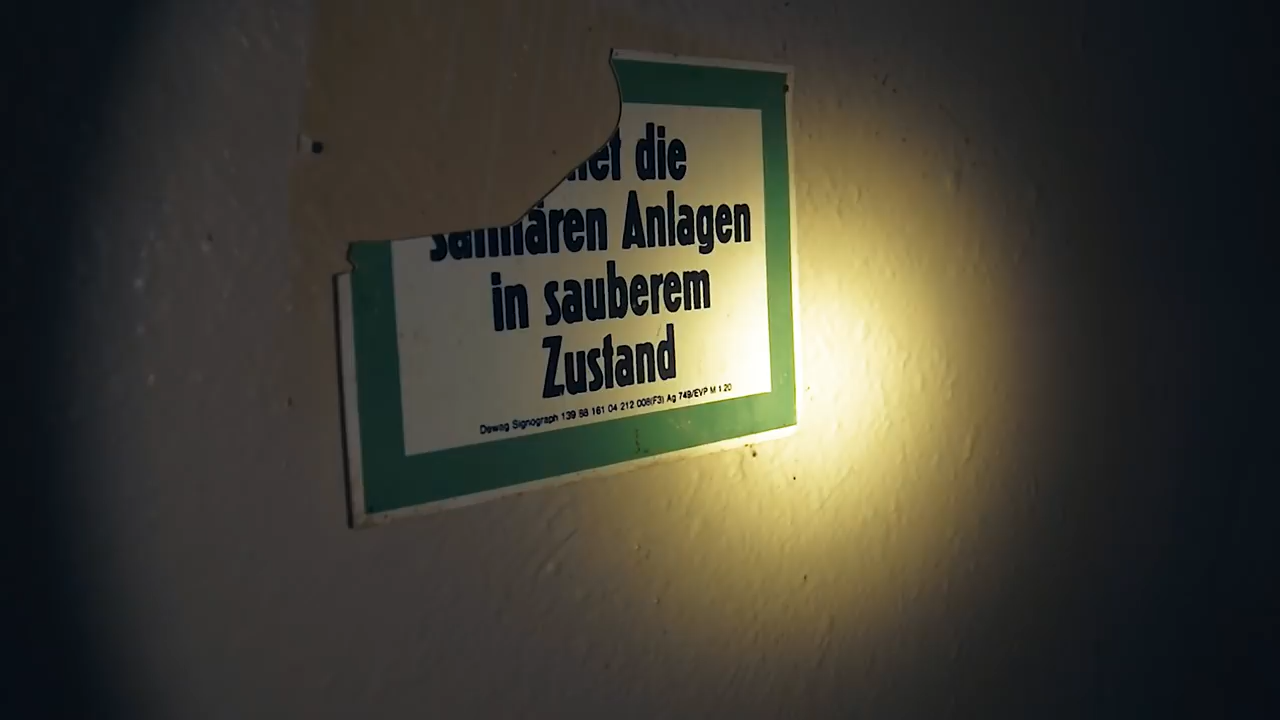 die
sanitären Anlagen
in sauberem
Zustand
Dewag Signograph 139 88 161 04 212 008(F3) Ag 749/EVP M 1 20